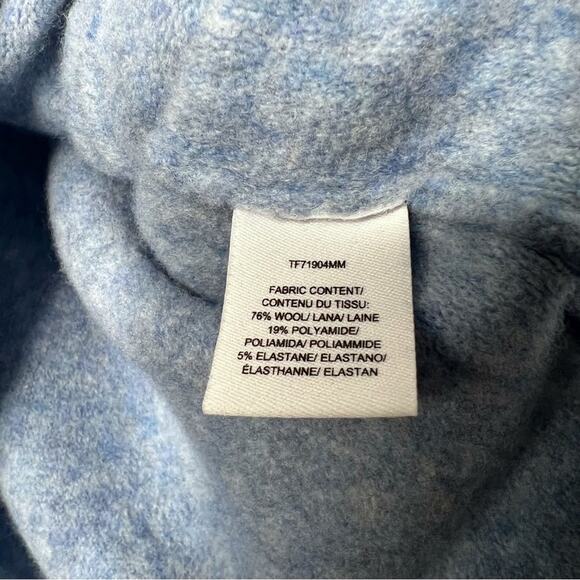 TF71904MM
FABRIC CONTENT/
CONTENU DU TISSU:
76% WOOL/ LANA/ LAINE
19% POLYAMIDE/
POLIAMIDA/ POLIAMMIDE
5% ELASTANE/ ELASTANO/
ÉLASTHANNE/ ELASTAN